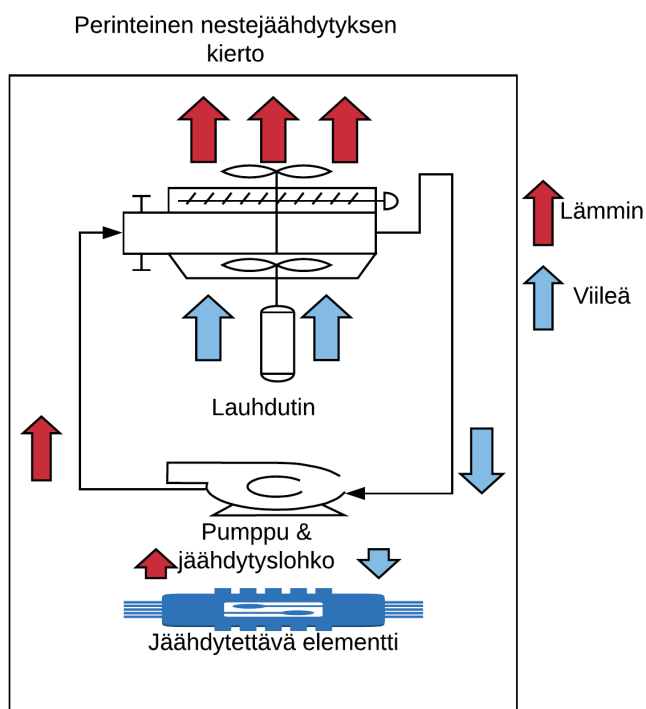 Perinteinen nestejäähdytyksen
kierto
Lämmin
Viileä
Lauhdutin
Pumppu &
jäähdytyslohko
Jäähdytettävä elementti